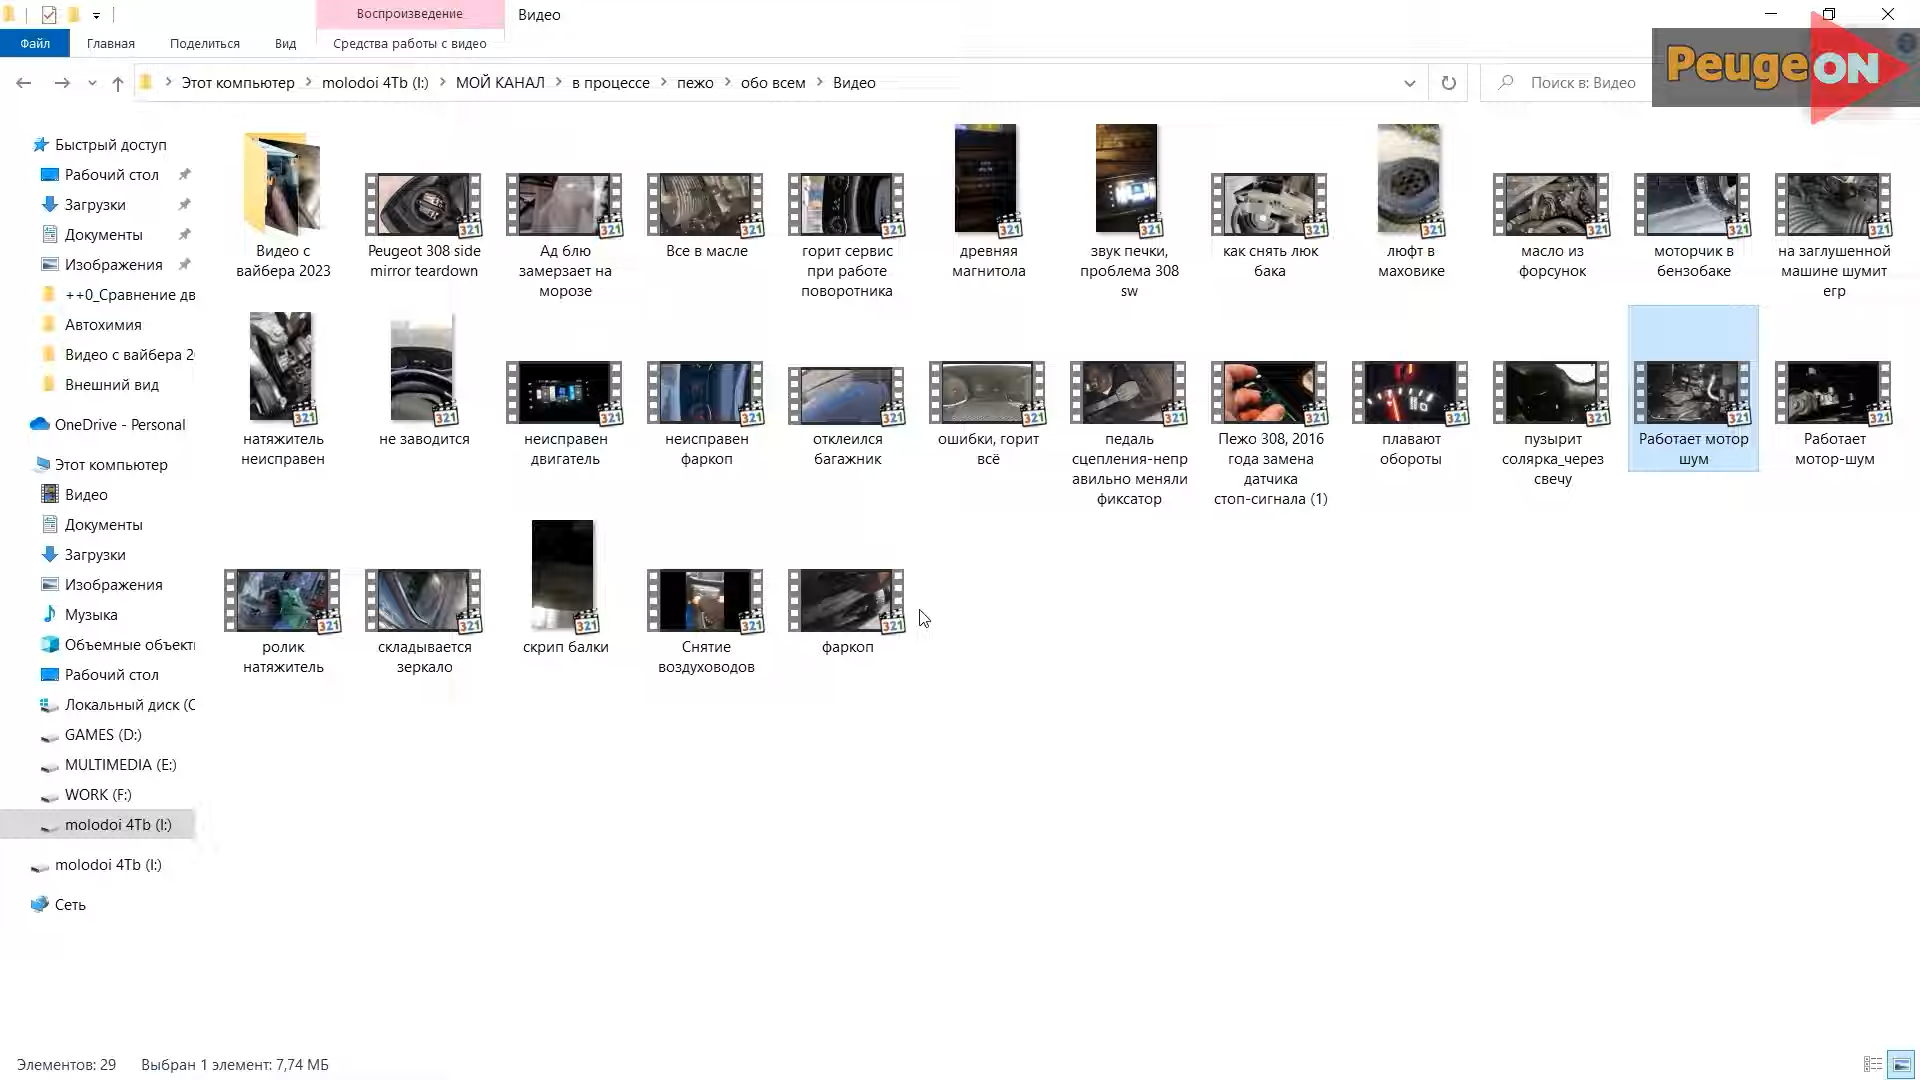 Воспроизведение
Видео
Файл
Главная
Поделиться
Вид
Средства работы с видео
PeugeON
Этот компьютер
molodoi 4Tb (I:)
МОЙ КАНАЛ
в процессе
пежо
обо всем
Видео
Поиск в: Видео
Быстрый доступ
Рабочий стол
Загрузки
Документы
Изображения
++0_Сравнение дв
Автохимия
Видео с вайбера 2
Внешний вид
OneDrive - Personal
Этот компьютер
Видео
Документы
Загрузки
Изображения
Музыка
Объемные объект
Рабочий стол
Локальный диск (C
GAMES (D:)
MULTIMEDIA (E:)
WORK (F:)
molodoi 4Tb (I:)
molodoi 4Tb (I:)
Сеть
Видео с
вайбера 2023
Peugeot 308 side
mirror teardown
Ад блю
замерзает на
морозе
Все в масле
горит сервис
при работе
поворотника
древняя
магнитола
звук печки,
проблема 308
sw
как снять люк
бака
люфт в
маховике
масло из
форсунок
моторчик в
бензобаке
на заглушенной
машине шумит
егр
натяжитель
неисправен
не заводится
неисправен
двигатель
неисправен
фаркоп
отклеился
багажник
ошибки, горит
всё
педаль
сцепления-непр
авильно меняли
фиксатор
Пежо 308, 2016
года замена
датчика
стоп-сигнала (1)
плавают
обороты
пузырит
солярка_через
свечу
Работает мотор
шум
Работает
мотор-шум
ролик
натяжитель
складывается
зеркало
скрип балки
Снятие
воздуховодов
фаркоп
Элементов: 29
Выбран 1 элемент: 7,74 МБ